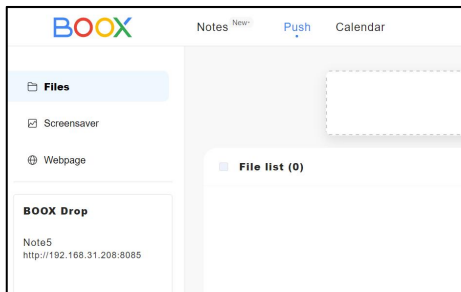 BOOX
Notes New·
Push
Calendar
Files
Screensaver
Webpage
File list (0)
BOOX Drop
Note5
http://192.168.31.208:8085